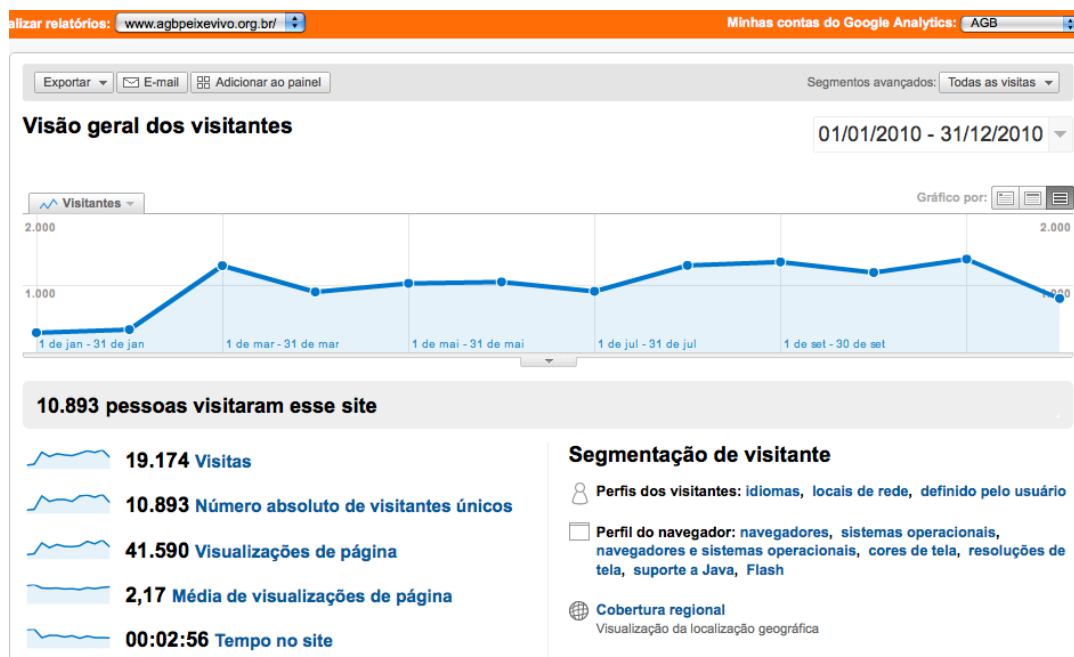 alizar relatórios: www.agbpeixevivo.org.br/ Minhas contas do Google Analytics: AGB
Exportar E-mail Adicionar ao painel Segmentos avançados: Todas as visitas
Visão geral dos visitantes
01/01/2010 - 31/12/2010
Visitantes Gráfico por:
2.000 2.000
1.000 1.000
1 de jan - 31 de jan 1 de mar - 31 de mar 1 de mai - 31 de mai 1 de jul - 31 de jul 1 de set - 30 de set
10.893 pessoas visitaram esse site
19.174 Visitas
10.893 Número absoluto de visitantes únicos
41.590 Visualizações de página
2,17 Média de visualizações de página
00:02:56 Tempo no site
Segmentação de visitante
Perfis dos visitantes: idiomas, locais de rede, definido pelo usuário
Perfil do navegador: navegadores, sistemas operacionais,
navegadores e sistemas operacionais, cores de tela, resoluções de
tela, suporte a Java, Flash
Cobertura regional
Visualização da localização geográfica